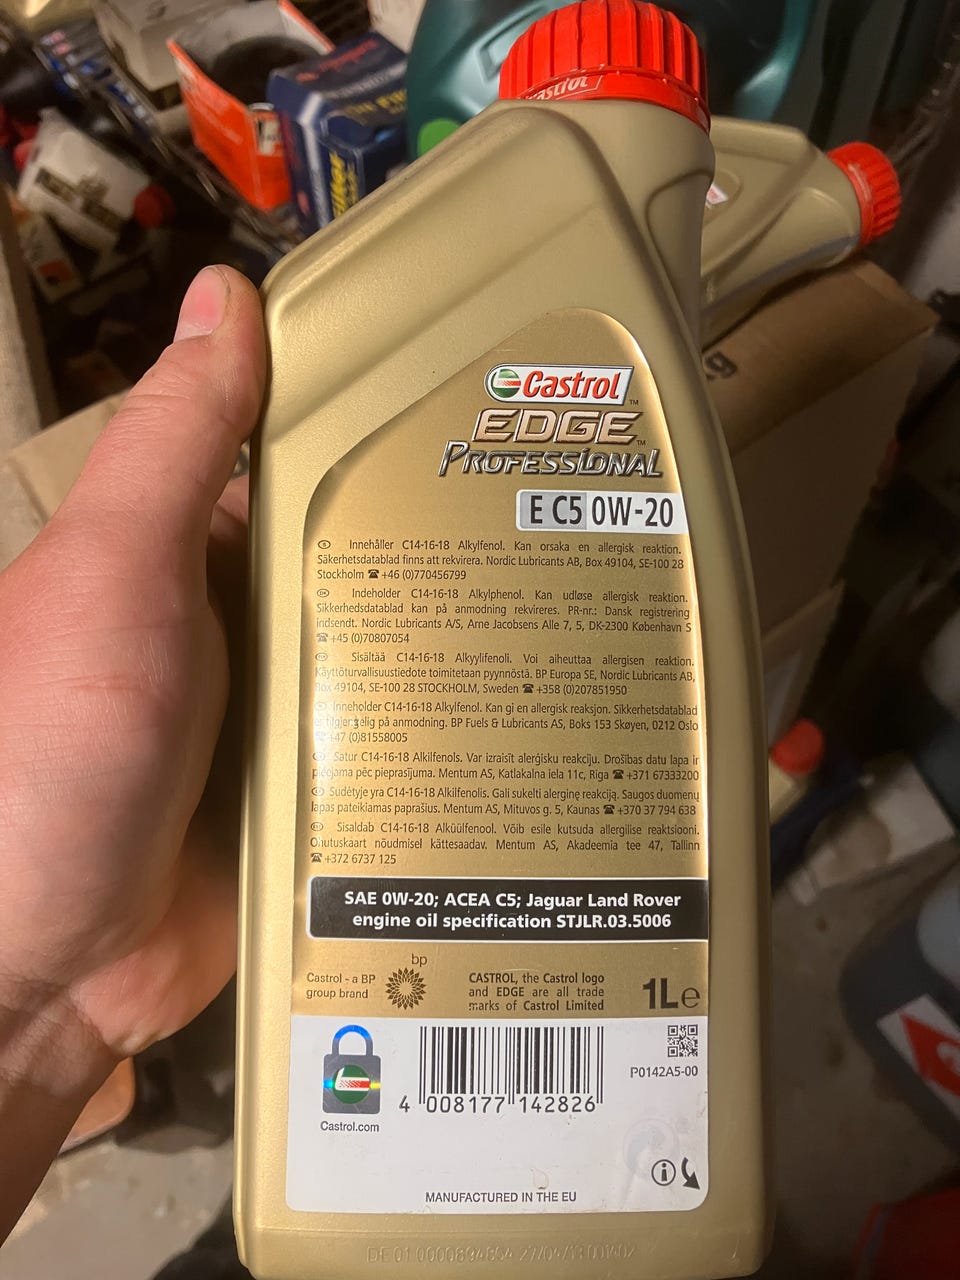 Castrol
Castrol
EDGE
PROFESSIONAL
E C5 0W-20
Innehåller C14-16-18 Alkylfenol. Kan orsaka en allergisk reaktion.
Säkerhetsdatablad finns att rekvirera. Nordic Lubricants AB, Box 49104, SE-100 28
Stockholm ☎ +46 (0)770456799
Indeholder C14-16-18 Alkylphenol. Kan udløse allergisk reaktion.
Sikkerhedsdatablad kan på anmodning rekvireres. PR-nr.: Dansk registrering
indsendt. Nordic Lubricants A/S, Arne Jacobsens Alle 7, 5, DK-2300 København S
☎ +45 (0)70807054
Sisältää C14-16-18 Alkyylifenoli. Voi aiheuttaa allergisen reaktion.
Käyttöturvallisuustiedote toimitetaan pyynnöstä. BP Europa SE, Nordic Lubricants AB,
Box 49104, SE-100 28 STOCKHOLM, Sweden ☎ +358 (0)207851950
Inneholder C14-16-18 Alkylfenol. Kan gi en allergisk reaksjon. Sikkerhetsdatablad
er tilgjengelig på anmodning. BP Fuels & Lubricants AS, Boks 153 Skøyen, 0212 Oslo
☎ +47 (0)81558005
Satur C14-16-18 Alkilfenols. Var izraisīt alerģisku reakciju. Drošības datu lapa ir
pieejama pēc pieprasījuma. Mentum AS, Katlakalna iela 11c, Riga ☎ +371 67333200
Sudėtyje yra C14-16-18 Alkilfenolis. Gali sukelti alerginę reakciją. Saugos duomenų
lapas pateikiamas paprašius. Mentum AS, Mituvos g. 5, Kaunas ☎ +370 37 794 638
Sisaldab C14-16-18 Alküülfenool. Võib esile kutsuda allergilise reaktsiooni.
Ohutuskaart nõudmisel kättesaadav. Mentum AS, Akadeemia tee 47, Tallinn
☎ +372 6737 125
SAE 0W-20; ACEA C5; Jaguar Land Rover
engine oil specification STJLR.03.5006
bp
Castrol - a BP
group brand
CASTROL, the Castrol logo
and EDGE are all trade
marks of Castrol Limited
1L e
P0142A5-00
4 008177 142826
Castrol.com
MANUFACTURED IN THE EU